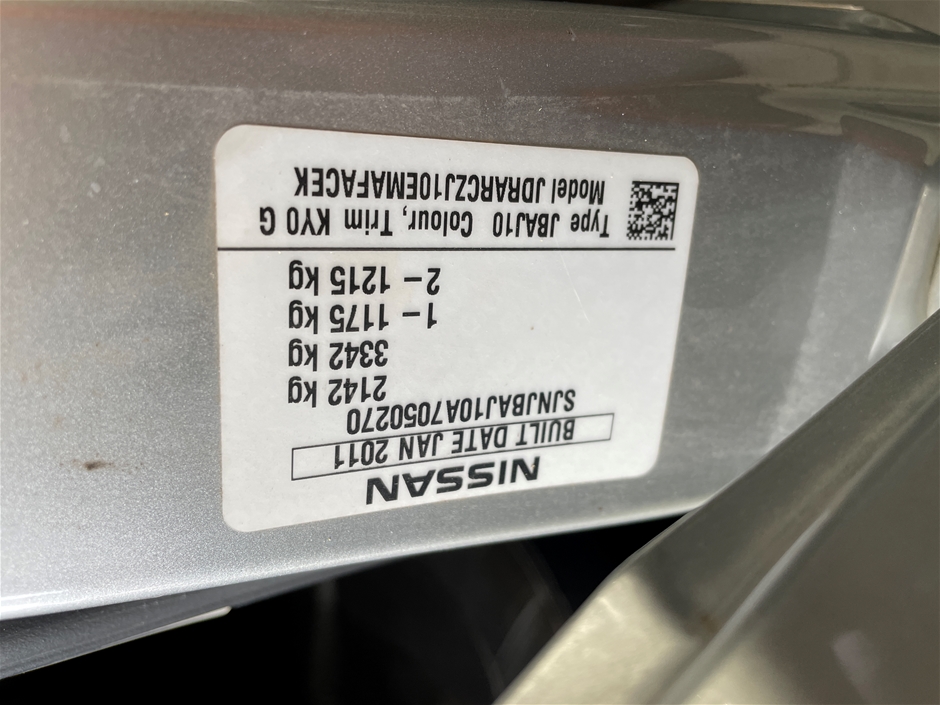 NISSAN
BUILT DATE JAN 2011
SJNJBAJ10A7050270
2142 kg
3342 kg
1 – 1175 kg
2 – 1215 kg
Type JBAJ10 Colour, Trim KY0 G
Model JDRARCZJ10EMAFACEK